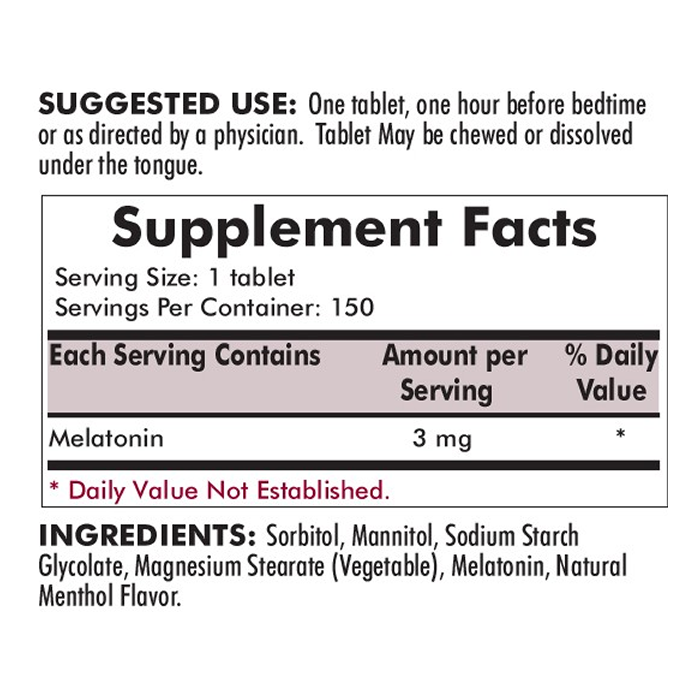 SUGGESTED USE: One tablet, one hour before bedtime
or as directed by a physician. Tablet May be chewed or dissolved
under the tongue.
Supplement Facts
Serving Size: 1 tablet
Servings Per Container: 150
Each Serving Contains Amount per Serving % Daily Value
Melatonin 3 mg *
* Daily Value Not Established.
INGREDIENTS: Sorbitol, Mannitol, Sodium Starch
Glycolate, Magnesium Stearate (Vegetable), Melatonin, Natural
Menthol Flavor.